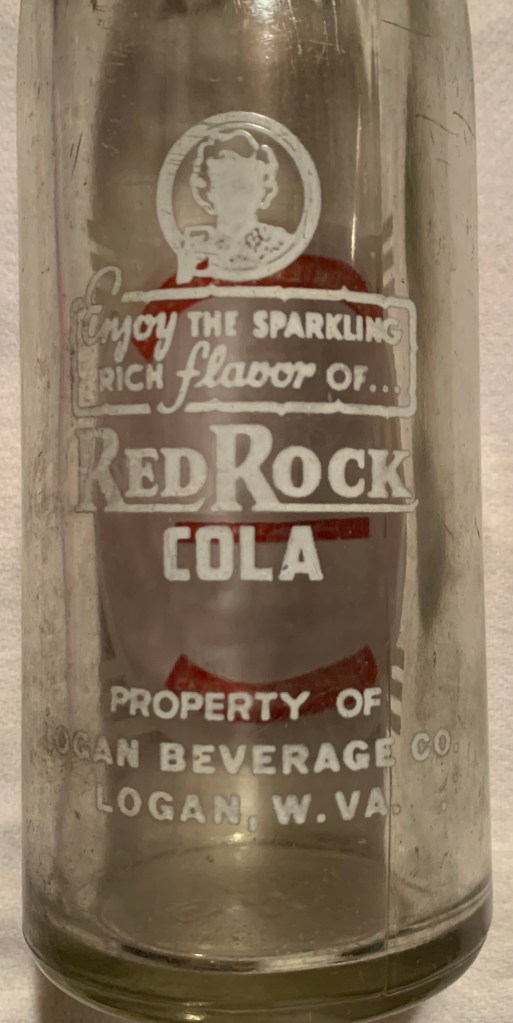 Enjoy THE SPARKLING
RICH flavor OF...
RED ROCK
COLA
PROPERTY OF
LOGAN BEVERAGE CO.
LOGAN, W. VA.